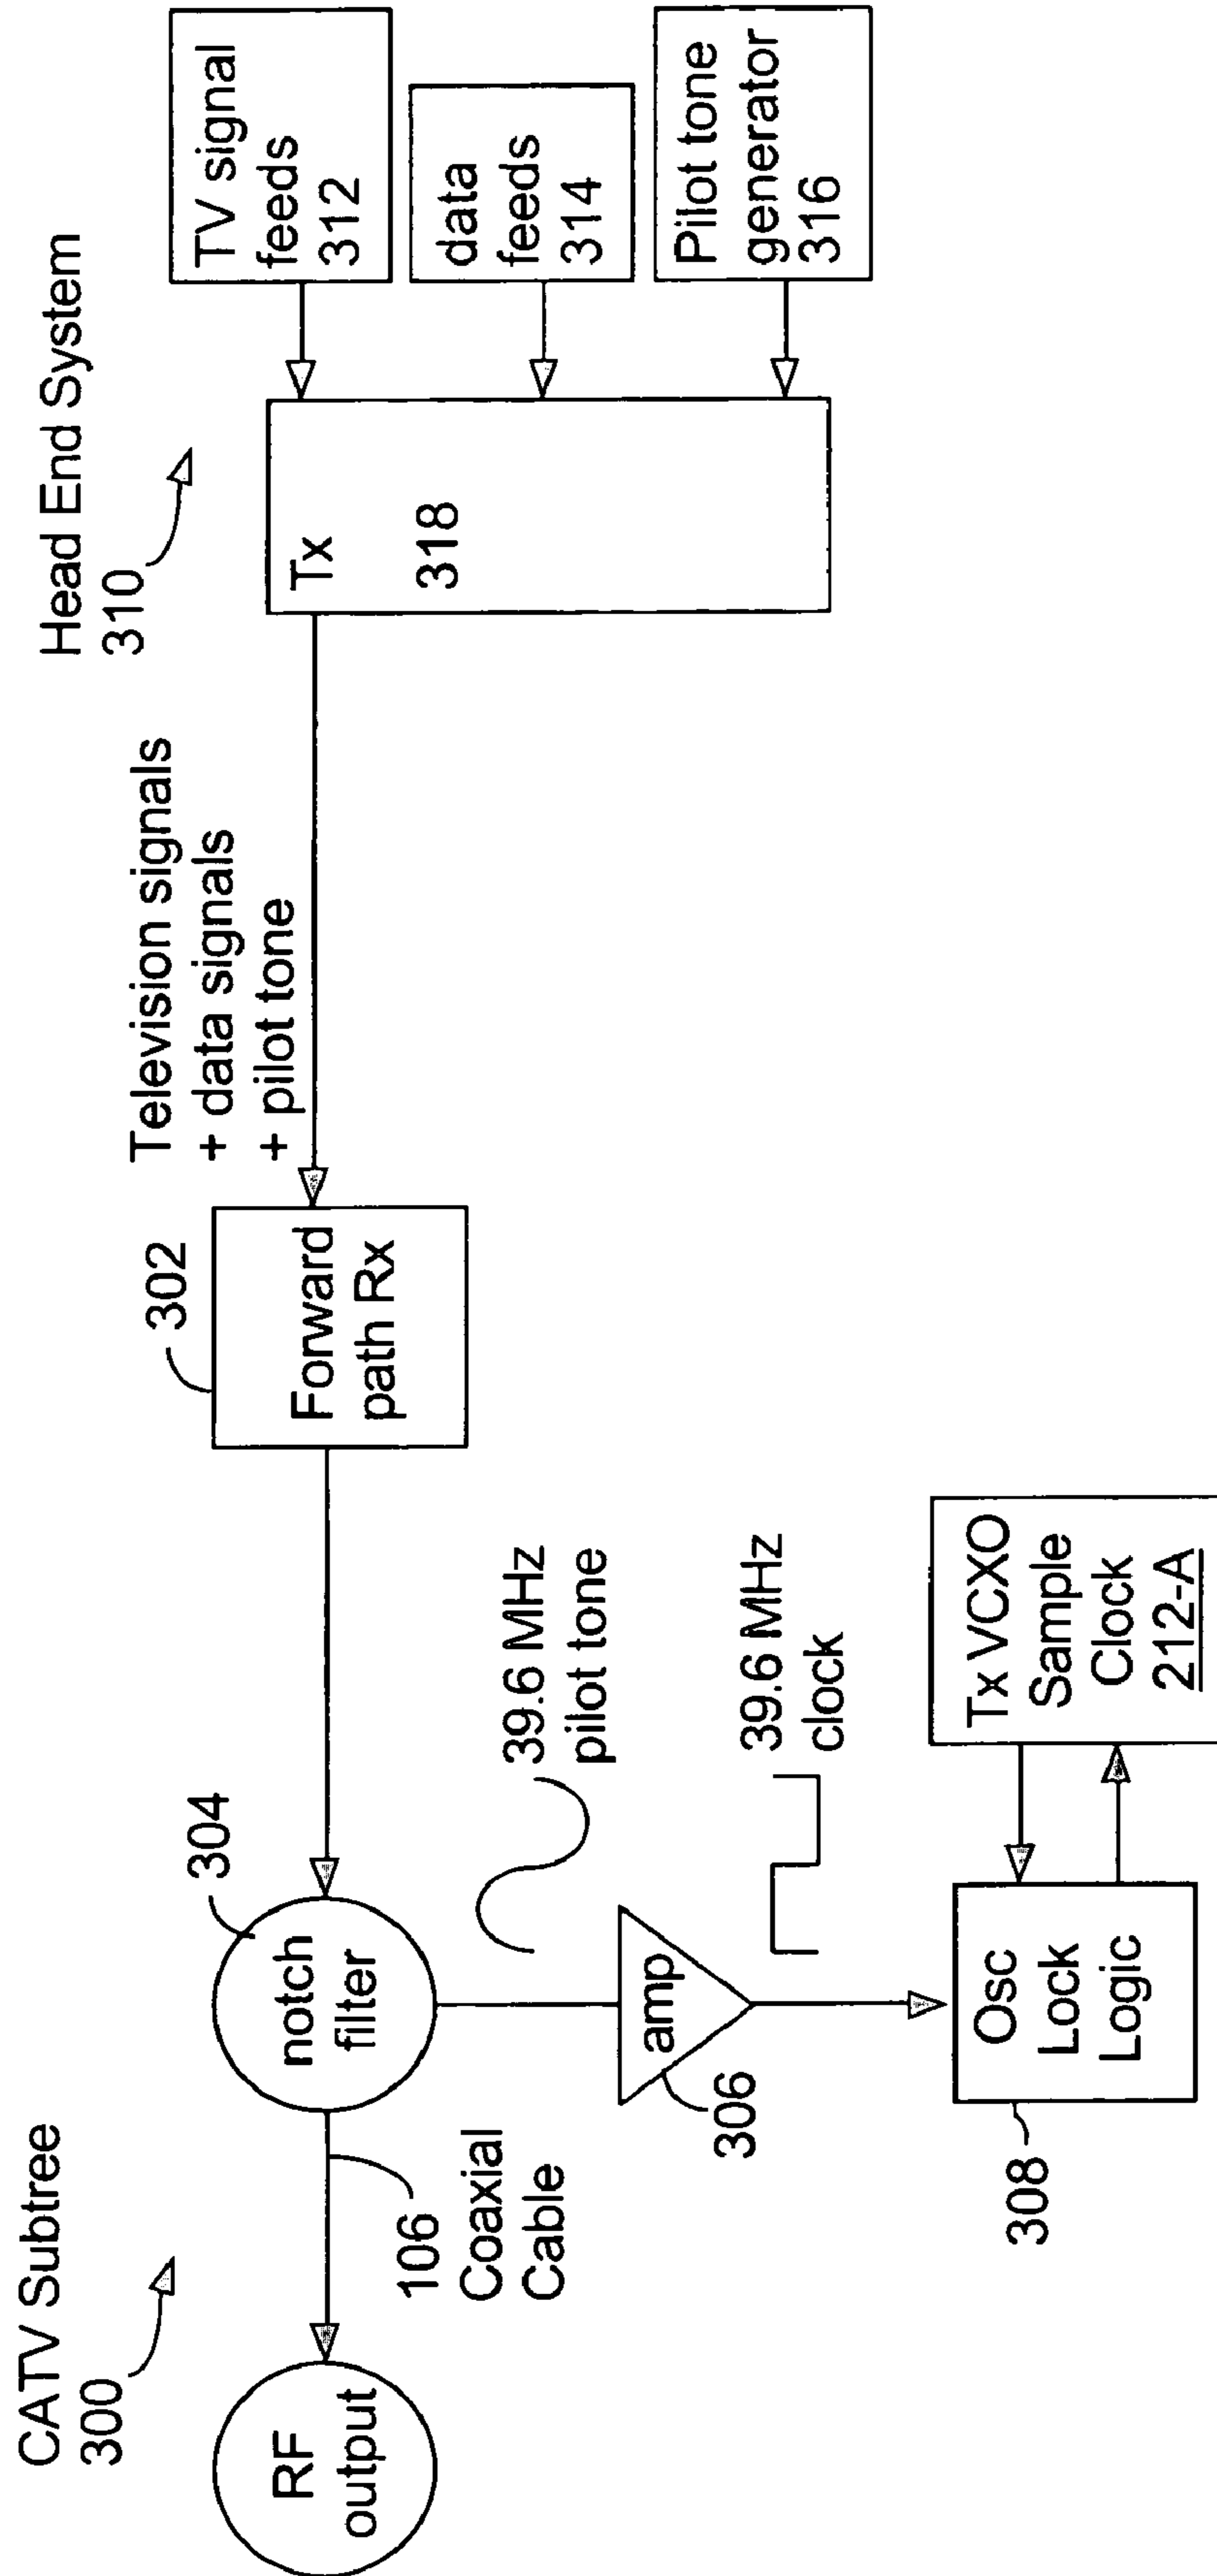 CATV Subtree
300
Head End System
310
RF
output
106
Coaxial
Cable
notch
filter
304
302
Forward
path Rx
Television signals
+ data signals
+ pilot tone
Tx
318
TV signal
feeds
312
data
feeds
314
Pilot tone
generator
316
39.6 MHz
pilot tone
amp
306
39.6 MHz
clock
308
Osc
Lock
Logic
Tx VCXO
Sample
Clock
212-A